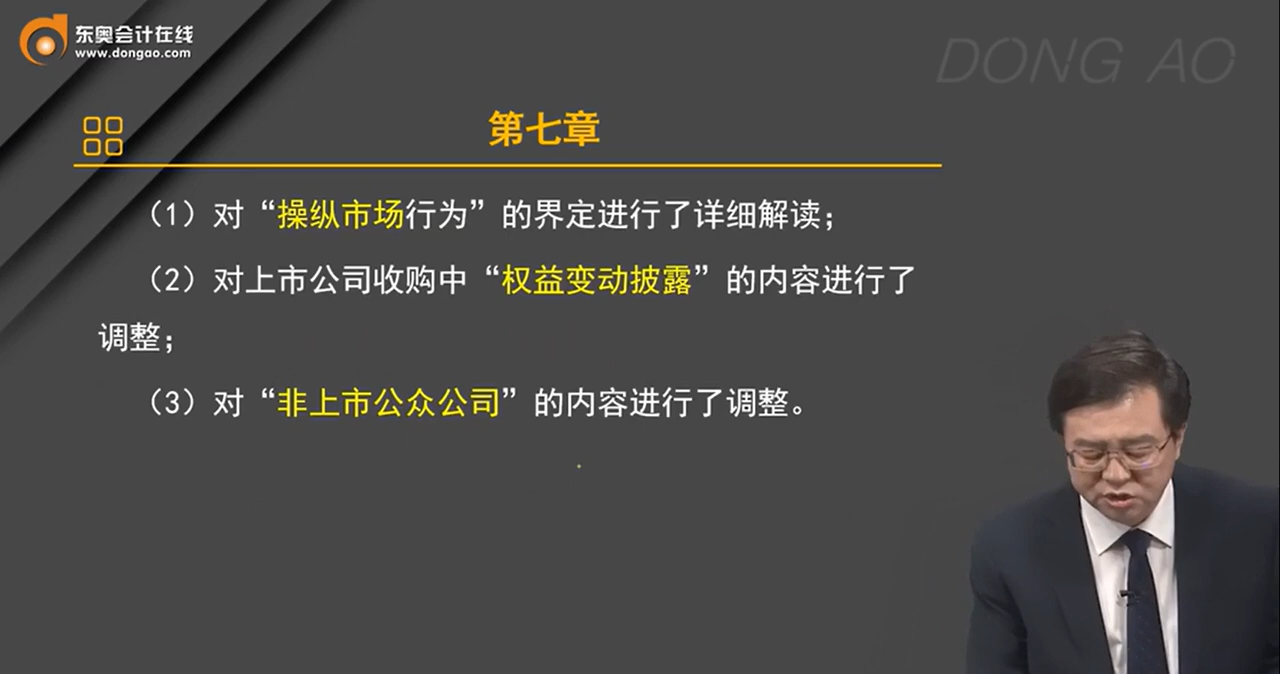 东奥会计在线
www.dongao.com
DONG AO
第七章
（1）对“操纵市场行为”的界定进行了详细解读；
（2）对上市公司收购中“权益变动披露”的内容进行了
调整；
（3）对“非上市公众公司”的内容进行了调整。